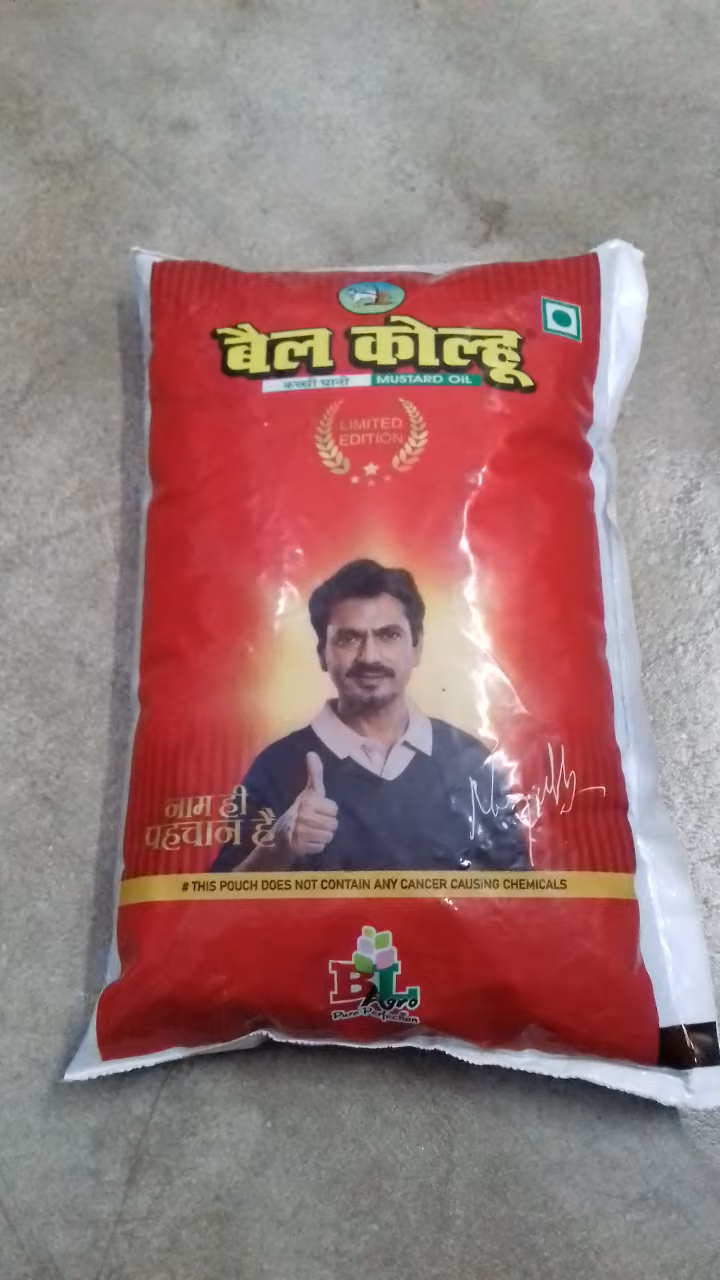 बैल कोल्हू
कच्ची घानी MUSTARD OIL
LIMITED
EDITION
नाम ही
पहचान है
# THIS POUCH DOES NOT CONTAIN ANY CANCER CAUSING CHEMICALS
BL
Agro
Pure Perfection